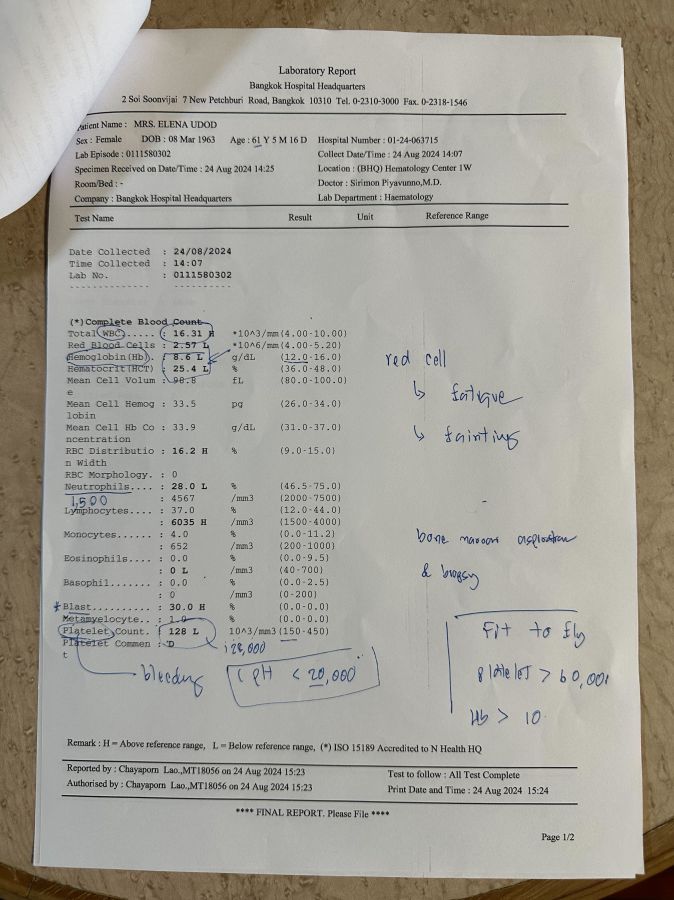 Laboratory Report
Bangkok Hospital Headquarters
2 Soi Soonvijai 7 New Petchburi Road, Bangkok 10310 Tel. 0-2310-3000 Fax. 0-2318-1546
Patient Name : MRS. ELENA UDOD
Sex : Female DOB : 08 Mar 1963 Age : 61 Y 5 M 16 D Hospital Number : 01-24-063715
Lab Episode : 0111580302 Collect Date/Time : 24 Aug 2024 14:07
Specimen Received on Date/Time : 24 Aug 2024 14:25 Location : (BHQ) Hematology Center 1W
Room/Bed : - Doctor : Sirimon Piyavunno,M.D.
Company : Bangkok Hospital Headquarters Lab Department : Haematology
Test Name Result Unit Reference Range
Date Collected : 24/08/2024
Time Collected : 14:07
Lab No. : 0111580302
-------------- ----------
(*)Complete Blood Count
Total WBC..... : 16.31 H *10^3/mm(4.00-10.00)
Red Blood Cells : 2.57 L *10^6/mm(4.00-5.20)
Hemoglobin(Hb). : 8.6 L g/dL (12.0-16.0)
Hematocrit(HCT) : 25.4 L % (36.0-48.0)
Mean Cell Volum : 98.8 fL (80.0-100.0)
e
Mean Cell Hemog : 33.5 pg (26.0-34.0)
lobin
Mean Cell Hb Co : 33.9 g/dL (31.0-37.0)
ncentration
RBC Distributio : 16.2 H % (9.0-15.0)
n Width
RBC Morphology. : 0
Neutrophils.... : 28.0 L % (46.5-75.0)
1,500 : 4567 /mm3 (2000-7500)
Lymphocytes.... : 37.0 % (12.0-44.0)
: 6035 H /mm3 (1500-4000)
Monocytes...... : 4.0 % (0.0-11.2)
: 652 /mm3 (200-1000)
Eosinophils.... : 0.0 % (0.0-9.5)
: 0 L /mm3 (40-700)
Basophil....... : 0.0 % (0.0-2.5)
: 0 /mm3 (0-200)
* Blast......... : 30.0 H % (0.0-0.0)
Metamyelocyte.. : 1.0 % (0.0-0.0)
Platelet Count. : 128 L 10^3/mm3(150-450)
Platelet Commen : D
t
128,000
bleeding
( plt < 20,000
red cell
↳ fatigue
↳ fainting
bone marrow aspiration
& biopsy
Fit to fly
platelet > 60,000
Hb > 10
Remark : H = Above reference range, L = Below reference range, (*) ISO 15189 Accredited to N Health HQ
Reported by : Chayaporn Lao.,MT18056 on 24 Aug 2024 15:23 Test to follow : All Test Complete
Authorised by : Chayaporn Lao.,MT18056 on 24 Aug 2024 15:23 Print Date and Time : 24 Aug 2024 15:24
**** FINAL REPORT. Please File ****
Page 1/2